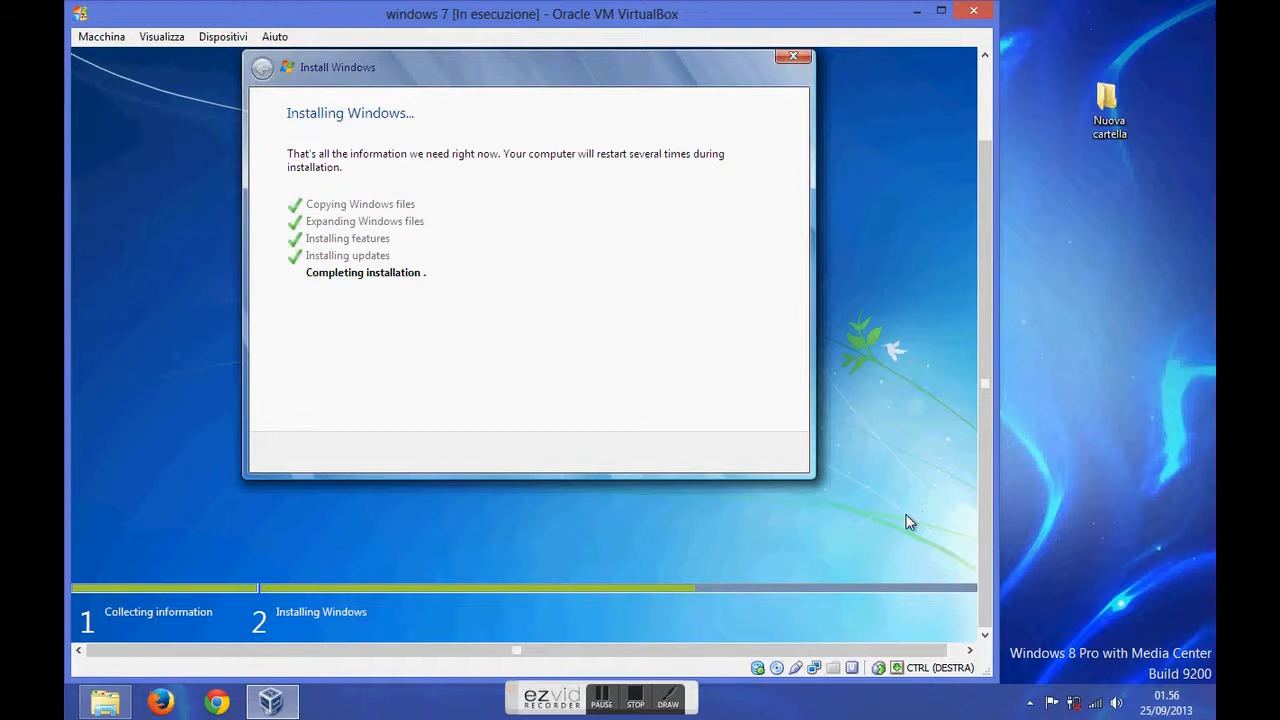 windows 7 [In esecuzione] - Oracle VM VirtualBox
Macchina Visualizza Dispositivi Aiuto
Install Windows
Installing Windows...
That's all the information we need right now. Your computer will restart several times during
installation.
Copying Windows files
Expanding Windows files
Installing features
Installing updates
Completing installation .
Nuova
cartella
1 Collecting information 2 Installing Windows
CTRL (DESTRA)
Windows 8 Pro with Media Center
Build 9200
ezvid
RECORDER
PAUSE STOP DRAW
01.56
25/09/2013